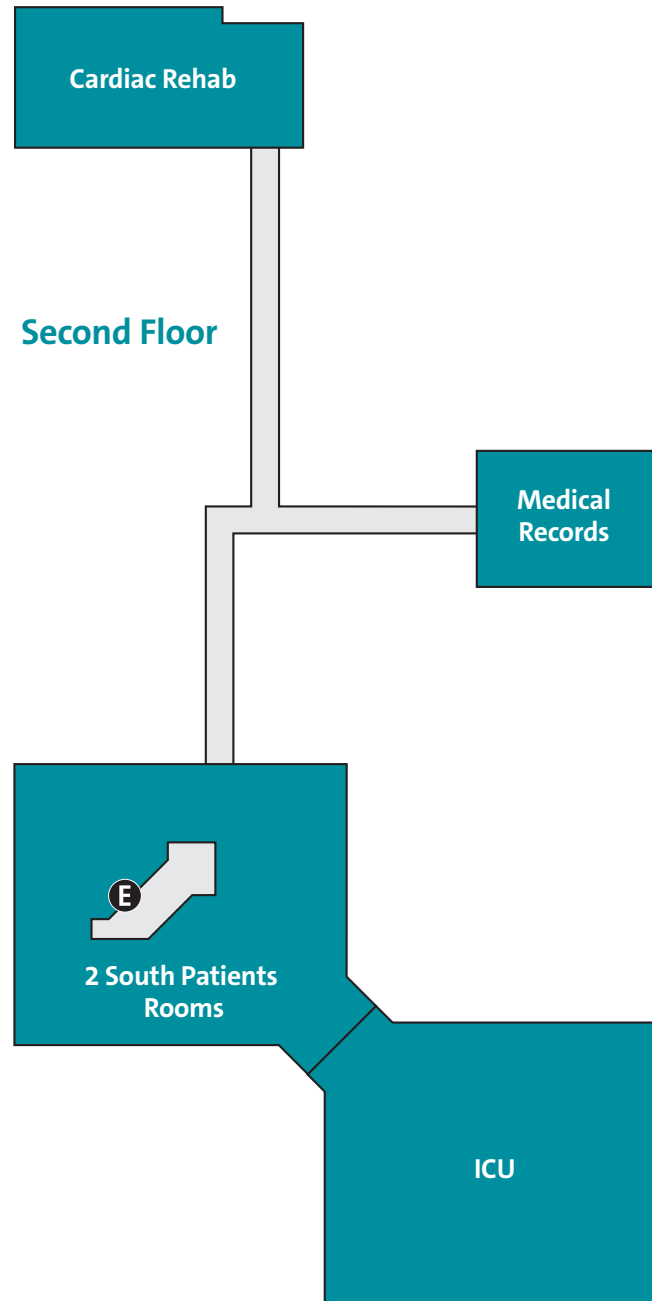 Cardiac Rehab
Second Floor
Medical
Records
E
2 South Patients
Rooms
ICU